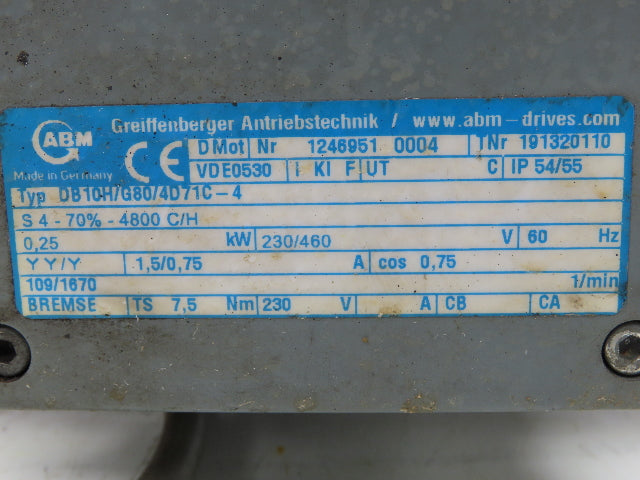 ABM
Made in Germany
CE
Greiffenberger Antriebstechnik / www.abm-drives.com
D Mot Nr 1246951 0004 TNr 191320110
VDE0530 I Kl F UT C IP 54/55
Typ DB10H/G80/4D71C-4
S 4 - 70% - 4800 C/H
0,25 kW 230/460 V 60 Hz
Y Y/Y 1,5/0,75 A cos 0,75
109/1670 1/min
BREMSE TS 7,5 Nm 230 V A CB CA